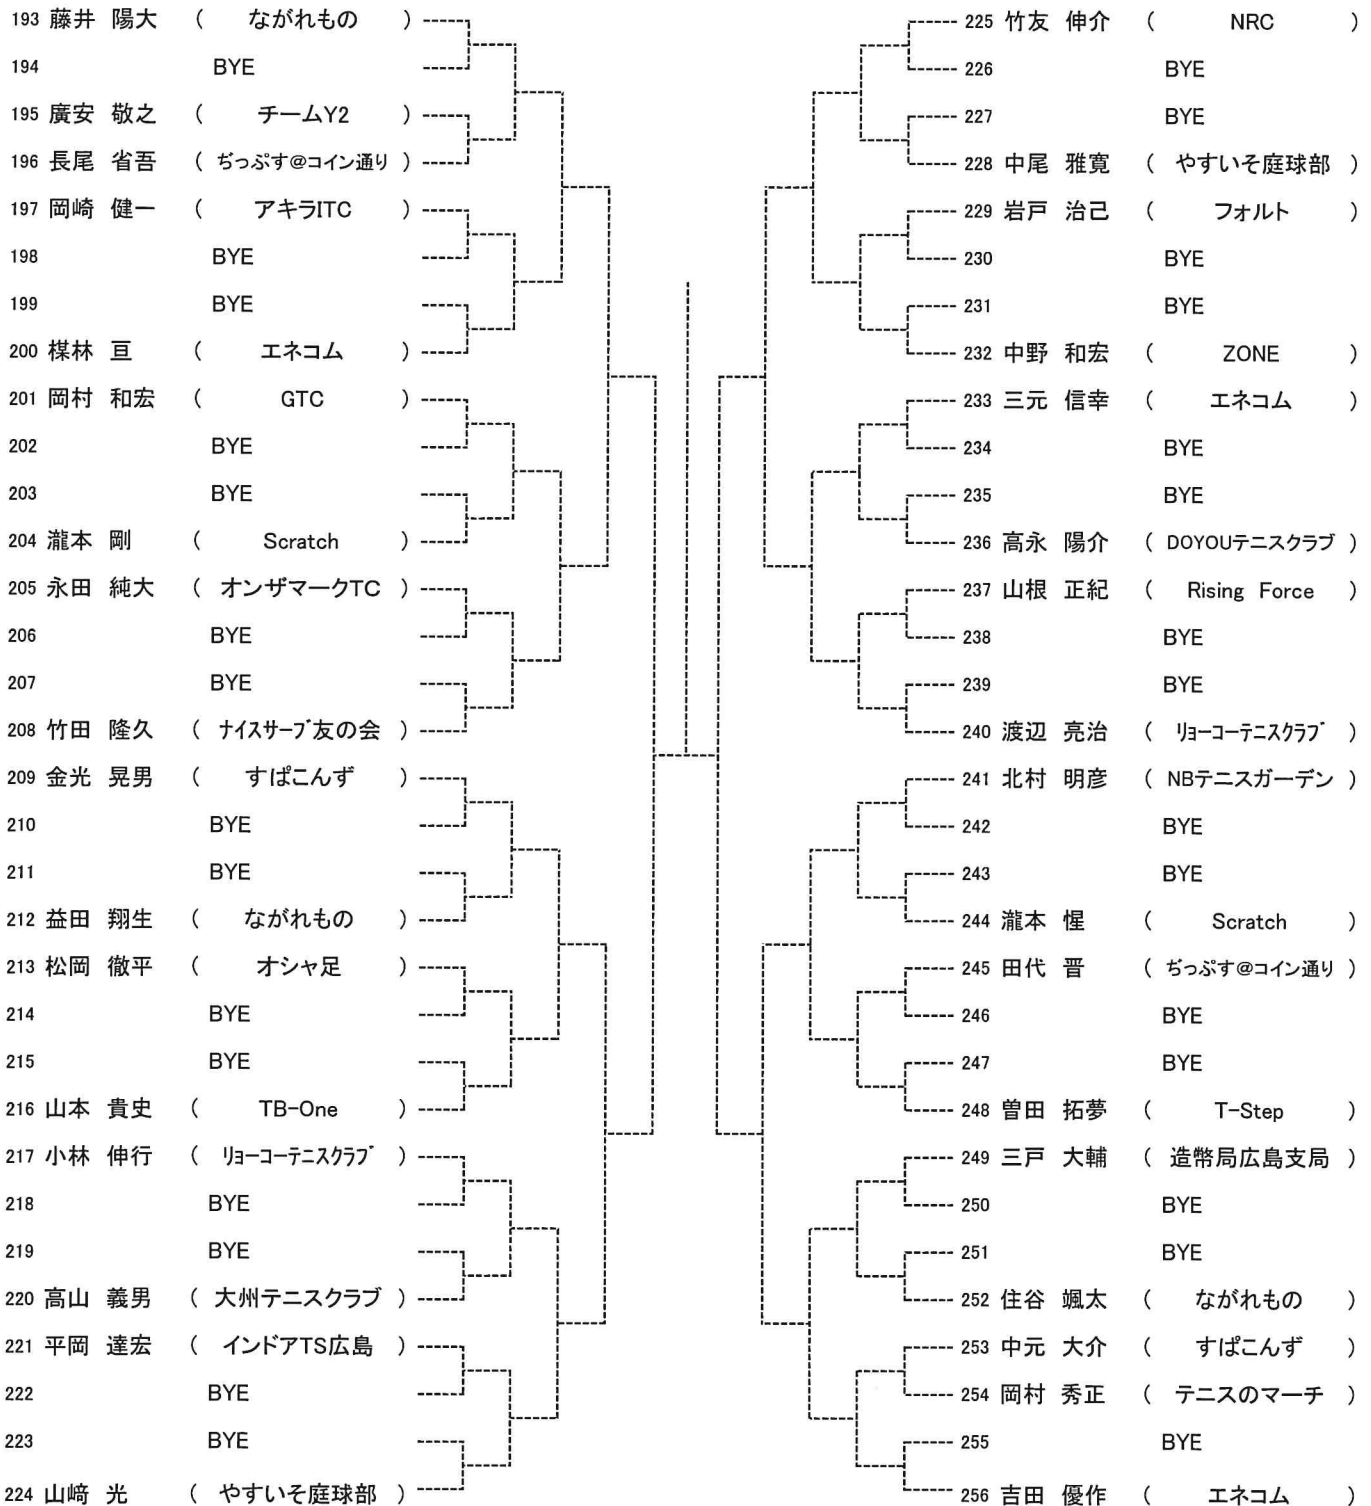 193 藤井 陽大 ( ながれもの )
194 BYE
195 廣安 敬之 ( チームY2 )
196 長尾 省吾 ( ぢっぷす@コイン通り )
197 岡崎 健一 ( アキラITC )
198 BYE
199 BYE
200 楳林 亘 ( エネコム )
201 岡村 和宏 ( GTC )
202 BYE
203 BYE
204 瀧本 剛 ( Scratch )
205 永田 純大 ( オンザマークTC )
206 BYE
207 BYE
208 竹田 隆久 ( ナイスサーブ友の会 )
209 金光 晃男 ( すぱこんず )
210 BYE
211 BYE
212 益田 翔生 ( ながれもの )
213 松岡 徹平 ( オシャ足 )
214 BYE
215 BYE
216 山本 貴史 ( TB-One )
217 小林 伸行 ( リョーコーテニスクラブ )
218 BYE
219 BYE
220 高山 義男 ( 大州テニスクラブ )
221 平岡 達宏 ( インドアTS広島 )
222 BYE
223 BYE
224 山﨑 光 ( やすいそ庭球部 )
225 竹友 伸介 ( NRC )
226 BYE
227 BYE
228 中尾 雅寛 ( やすいそ庭球部 )
229 岩戸 治己 ( フォルト )
230 BYE
231 BYE
232 中野 和宏 ( ZONE )
233 三元 信幸 ( エネコム )
234 BYE
235 BYE
236 高永 陽介 ( DOYOUテニスクラブ )
237 山根 正紀 ( Rising Force )
238 BYE
239 BYE
240 渡辺 亮治 ( リョーコーテニスクラブ )
241 北村 明彦 ( NBテニスガーデン )
242 BYE
243 BYE
244 瀧本 惺 ( Scratch )
245 田代 晋 ( ぢっぷす@コイン通り )
246 BYE
247 BYE
248 曽田 拓夢 ( T-Step )
249 三戸 大輔 ( 造幣局広島支局 )
250 BYE
251 BYE
252 住谷 颯太 ( ながれもの )
253 中元 大介 ( すぱこんず )
254 岡村 秀正 ( テニスのマーチ )
255 BYE
256 吉田 優作 ( エネコム )